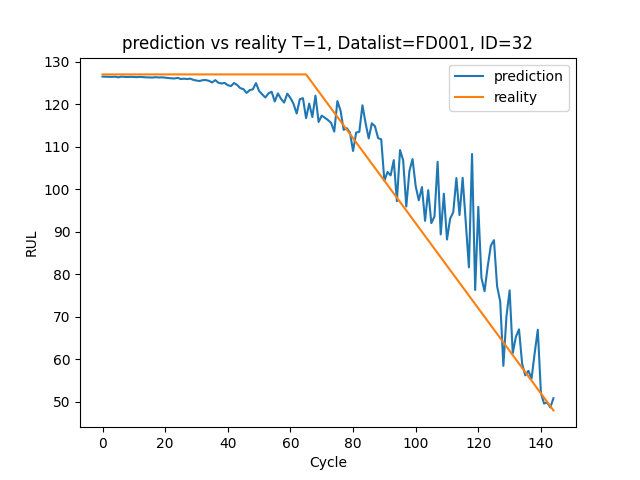 prediction vs reality T=1, Datalist=FD001, ID=32
prediction
reality
130
120
110
100
90
80
70
60
50
RUL
0 20 40 60 80 100 120 140
Cycle